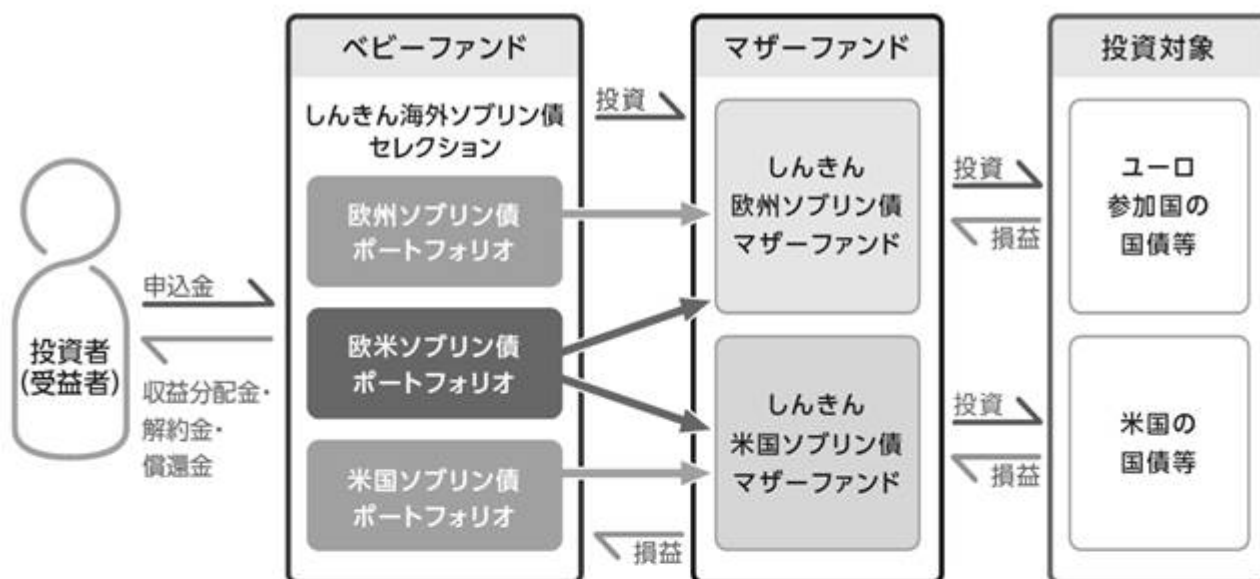 投資者
(受益者)
申込金
収益分配金・
解約金・
償還金
ベビーファンド
しんきん海外ソブリン債
セレクション
欧州ソブリン債
ポートフォリオ
欧米ソブリン債
ポートフォリオ
米国ソブリン債
ポートフォリオ
投資
損益
マザーファンド
しんきん
欧州ソブリン債
マザーファンド
しんきん
米国ソブリン債
マザーファンド
投資
損益
投資
損益
投資対象
ユーロ
参加国の
国債等
米国の
国債等